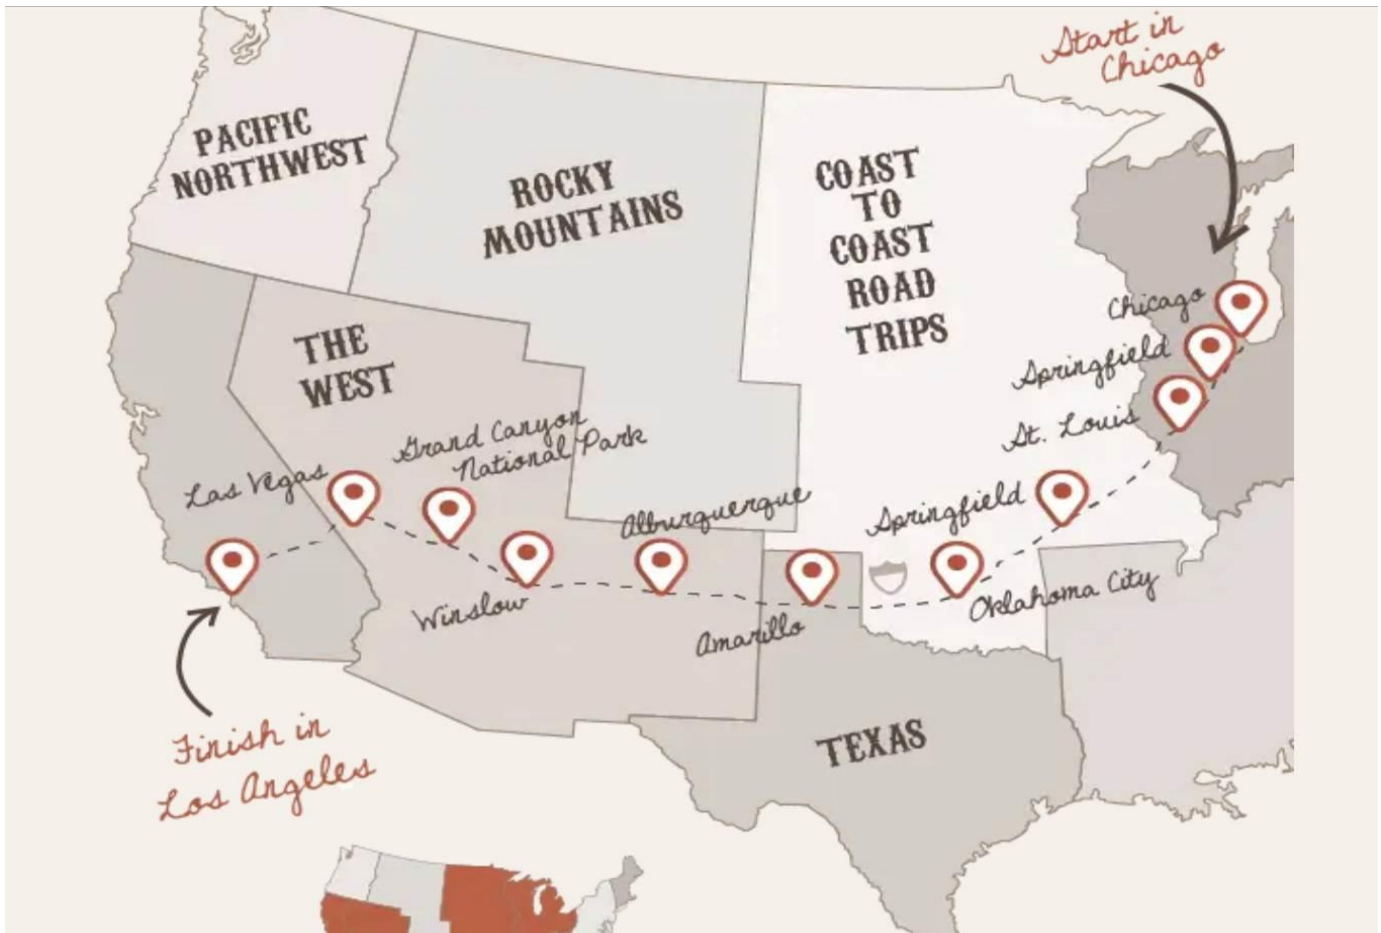 Start in
Chicago
PACIFIC
NORTHWEST
ROCKY
MOUNTAINS
COAST
TO
COAST
ROAD
TRIPS
Chicago
THE
WEST
Springfield
St. Louis
Grand Canyon
National Park
Las Vegas
Alburquerque
Springfield
Winslow
Amarillo
Oklahoma City
Finish in
Los Angeles
TEXAS